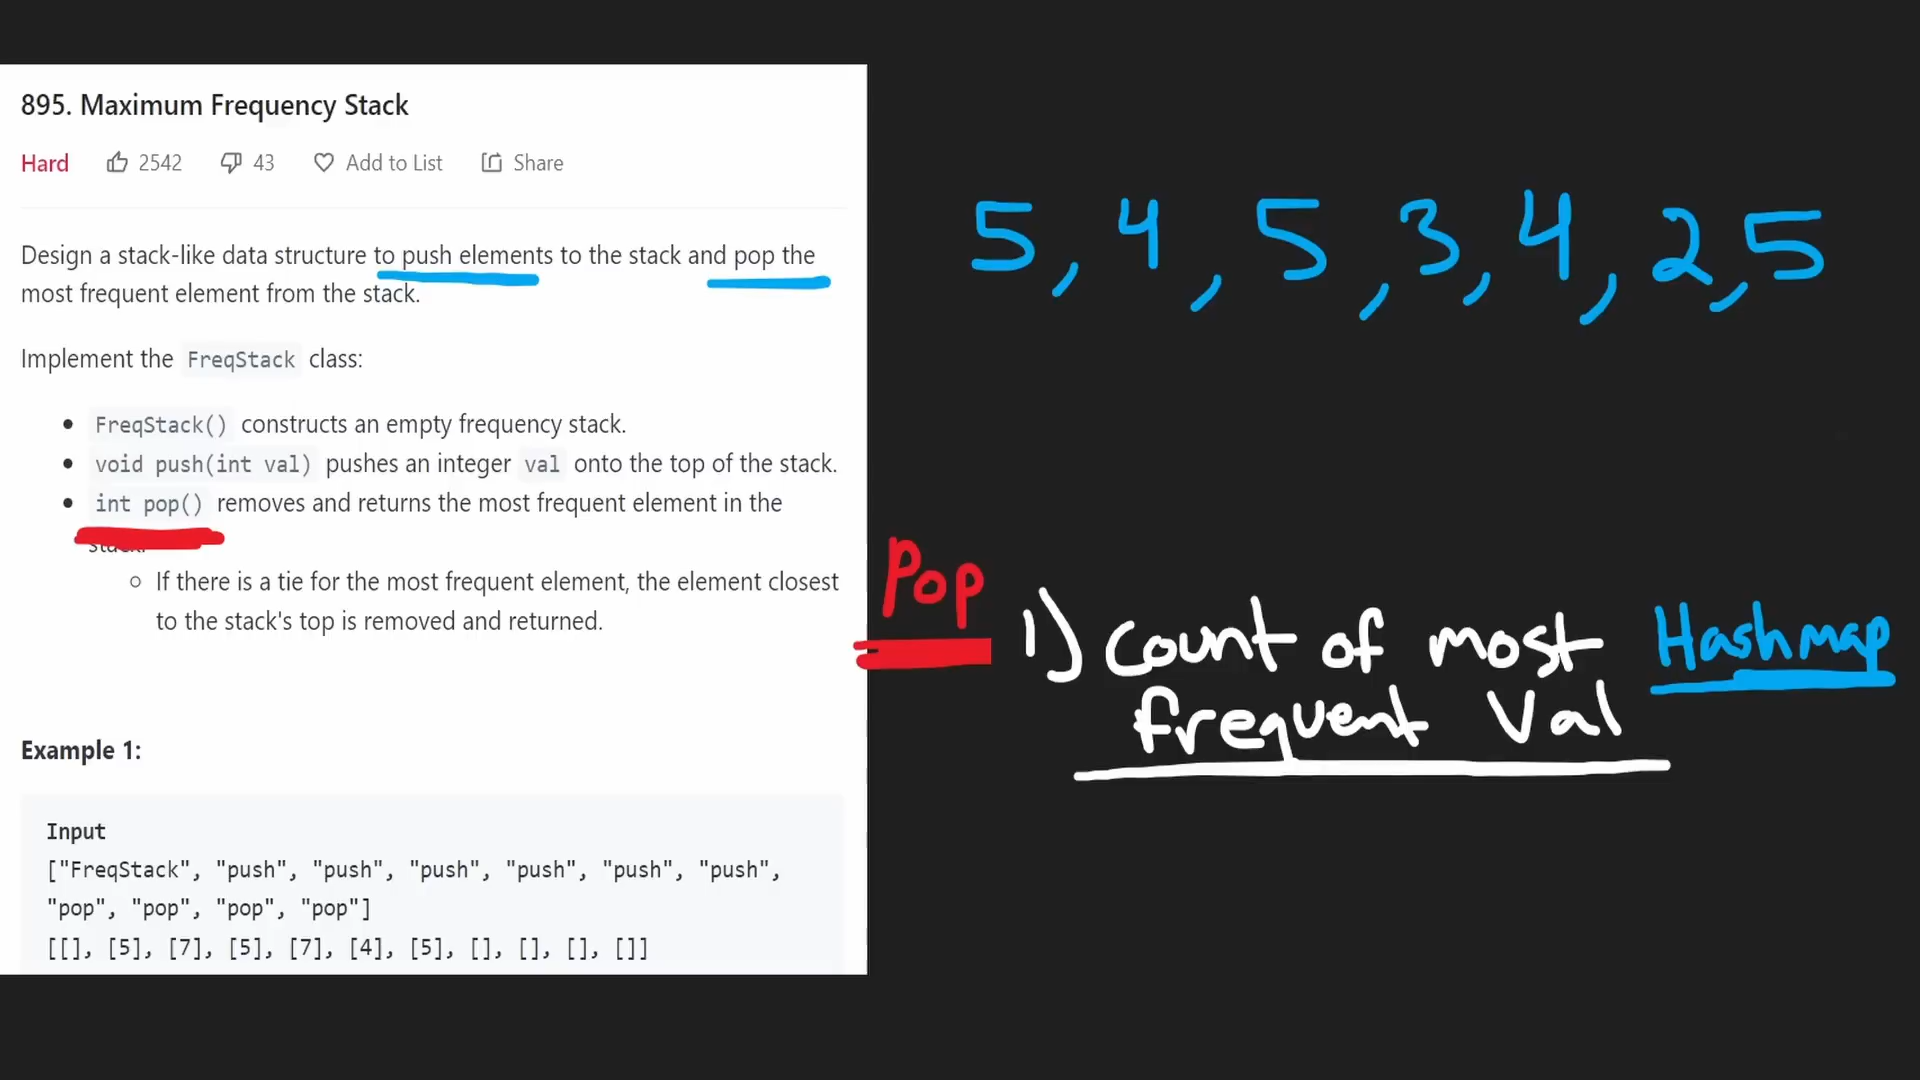 895. Maximum Frequency Stack
Hard 2542 43 Add to List Share
Design a stack-like data structure to push elements to the stack and pop the
most frequent element from the stack.
Implement the FreqStack class:
• FreqStack() constructs an empty frequency stack.
• void push(int val) pushes an integer val onto the top of the stack.
• int pop() removes and returns the most frequent element in the
stack.
○ If there is a tie for the most frequent element, the element closest
to the stack's top is removed and returned.
Example 1:
Input
["FreqStack", "push", "push", "push", "push", "push", "push",
"pop", "pop", "pop", "pop"]
[[], [5], [7], [5], [7], [4], [5], [], [], [], []]
5, 4, 5, 3, 4, 2, 5
Pop
1) Count of most Hashmap
frequent Val